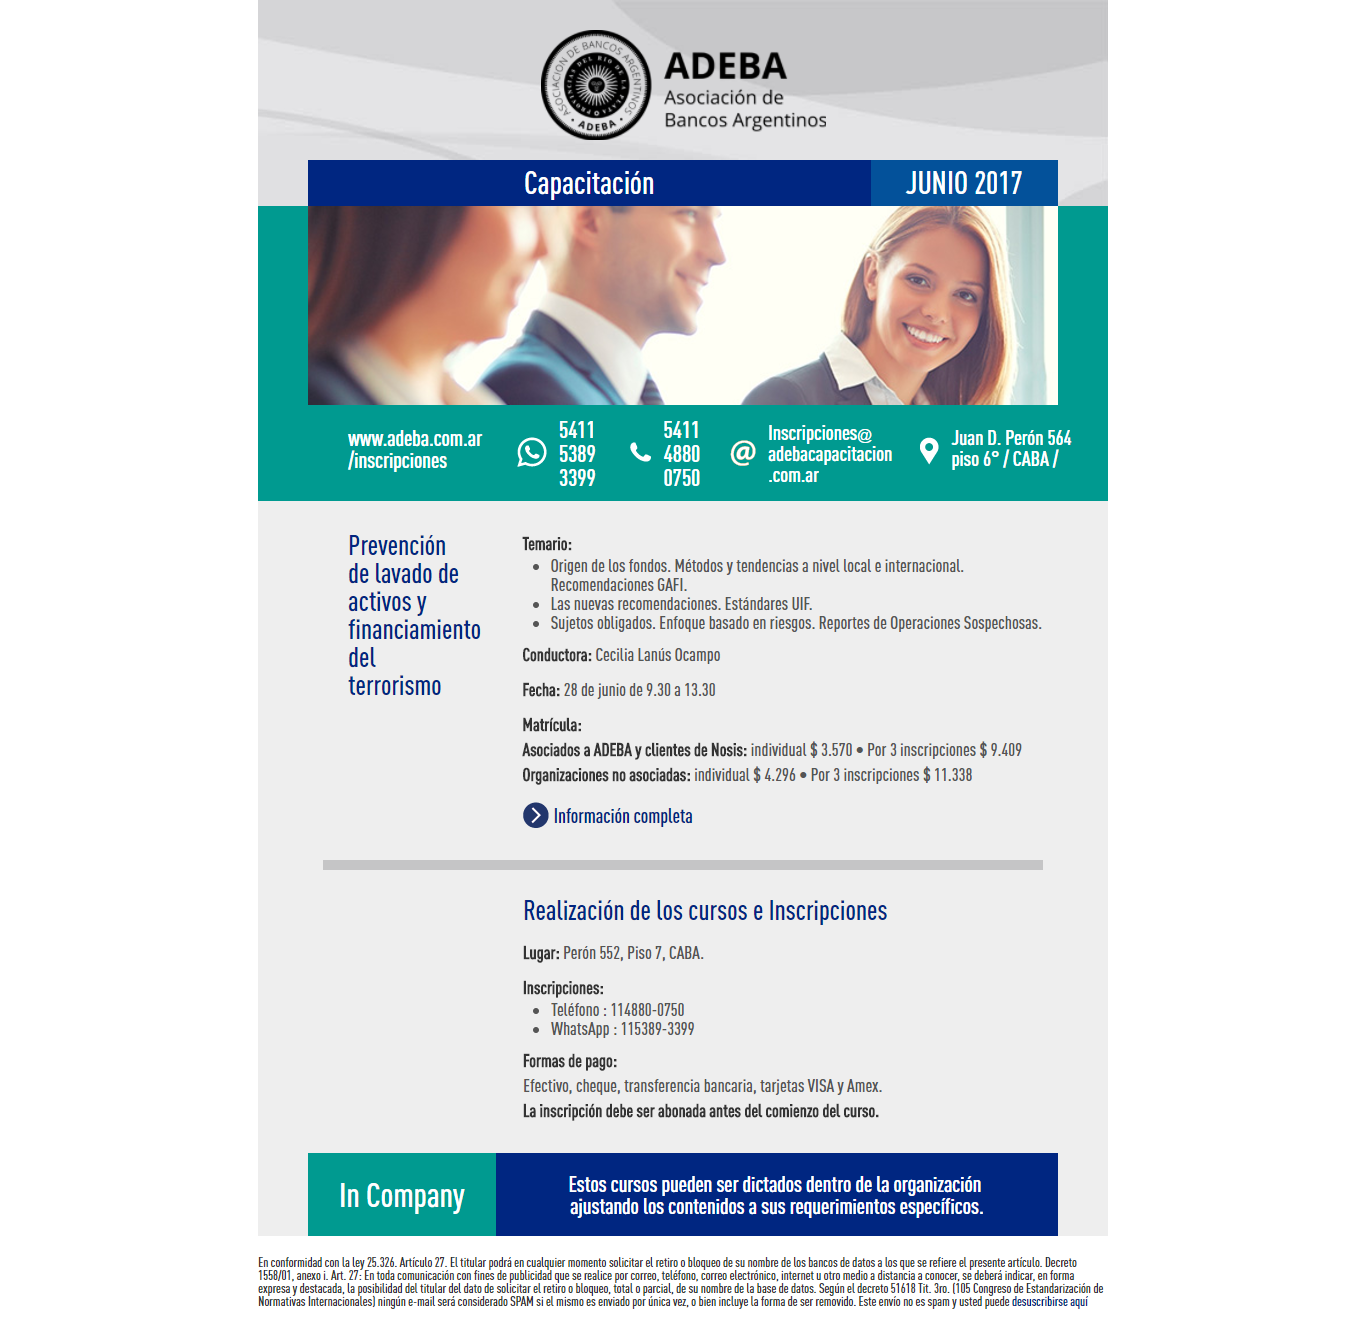 ASOCIACION DE BANCOS ARGENTINOS
PROVINCIAS DEL RIO DE LA PLATA
• ADEBA •
ADEBA
Asociación de
Bancos Argentinos
Capacitación
JUNIO 2017
www.adeba.com.ar
/inscripciones
5411
5389
3399
5411
4880
0750
@
Inscripciones@
adebacapacitacion
.com.ar
Juan D. Perón 564
piso 6° / CABA /
Prevención
de lavado de
activos y
financiamiento
del
terrorismo
Temario:
• Origen de los fondos. Métodos y tendencias a nivel local e internacional.
Recomendaciones GAFI.
• Las nuevas recomendaciones. Estándares UIF.
• Sujetos obligados. Enfoque basado en riesgos. Reportes de Operaciones Sospechosas.
Conductora: Cecilia Lanús Ocampo
Fecha: 28 de junio de 9.30 a 13.30
Matrícula:
Asociados a ADEBA y clientes de Nosis: individual $ 3.570 • Por 3 inscripciones $ 9.409
Organizaciones no asociadas: individual $ 4.296 • Por 3 inscripciones $ 11.338
Información completa
Realización de los cursos e Inscripciones
Lugar: Perón 552, Piso 7, CABA.
Inscripciones:
• Teléfono : 114880-0750
• WhatsApp : 115389-3399
Formas de pago:
Efectivo, cheque, transferencia bancaria, tarjetas VISA y Amex.
La inscripción debe ser abonada antes del comienzo del curso.
In Company
Estos cursos pueden ser dictados dentro de la organización
ajustando los contenidos a sus requerimientos específicos.
En conformidad con la ley 25.326. Artículo 27. El titular podrá en cualquier momento solicitar el retiro o bloqueo de su nombre de los bancos de datos a los que se refiere el presente artículo. Decreto
1558/01, anexo i. Art. 27: En toda comunicación con fines de publicidad que se realice por correo, teléfono, correo electrónico, internet u otro medio a distancia a conocer, se deberá indicar, en forma
expresa y destacada, la posibilidad del titular del dato de solicitar el retiro o bloqueo, total o parcial, de su nombre de la base de datos. Según el decreto 51618 Tit. 3ro. (105 Congreso de Estandarización de
Normativas Internacionales) ningún e-mail será considerado SPAM si el mismo es enviado por única vez, o bien incluye la forma de ser removido. Este envío no es spam y usted puede desuscribirse aquí